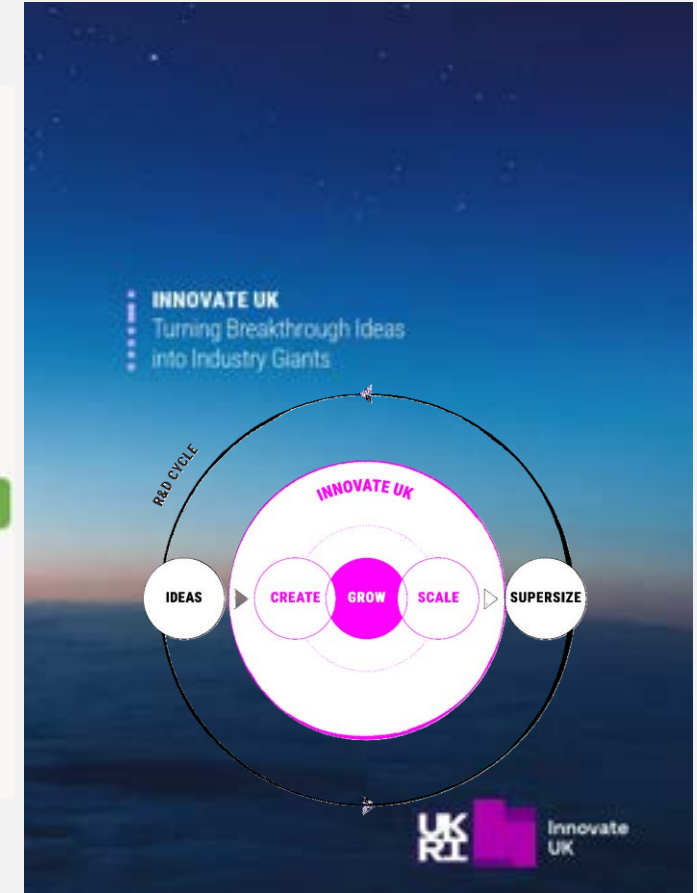 INNOVATE UK
Turning Breakthrough Ideas
into Industry Giants
R&D CYCLE
INNOVATE UK
IDEAS
CREATE
GROW
SCALE
SUPERSIZE
UK
RI
Innovate
UK